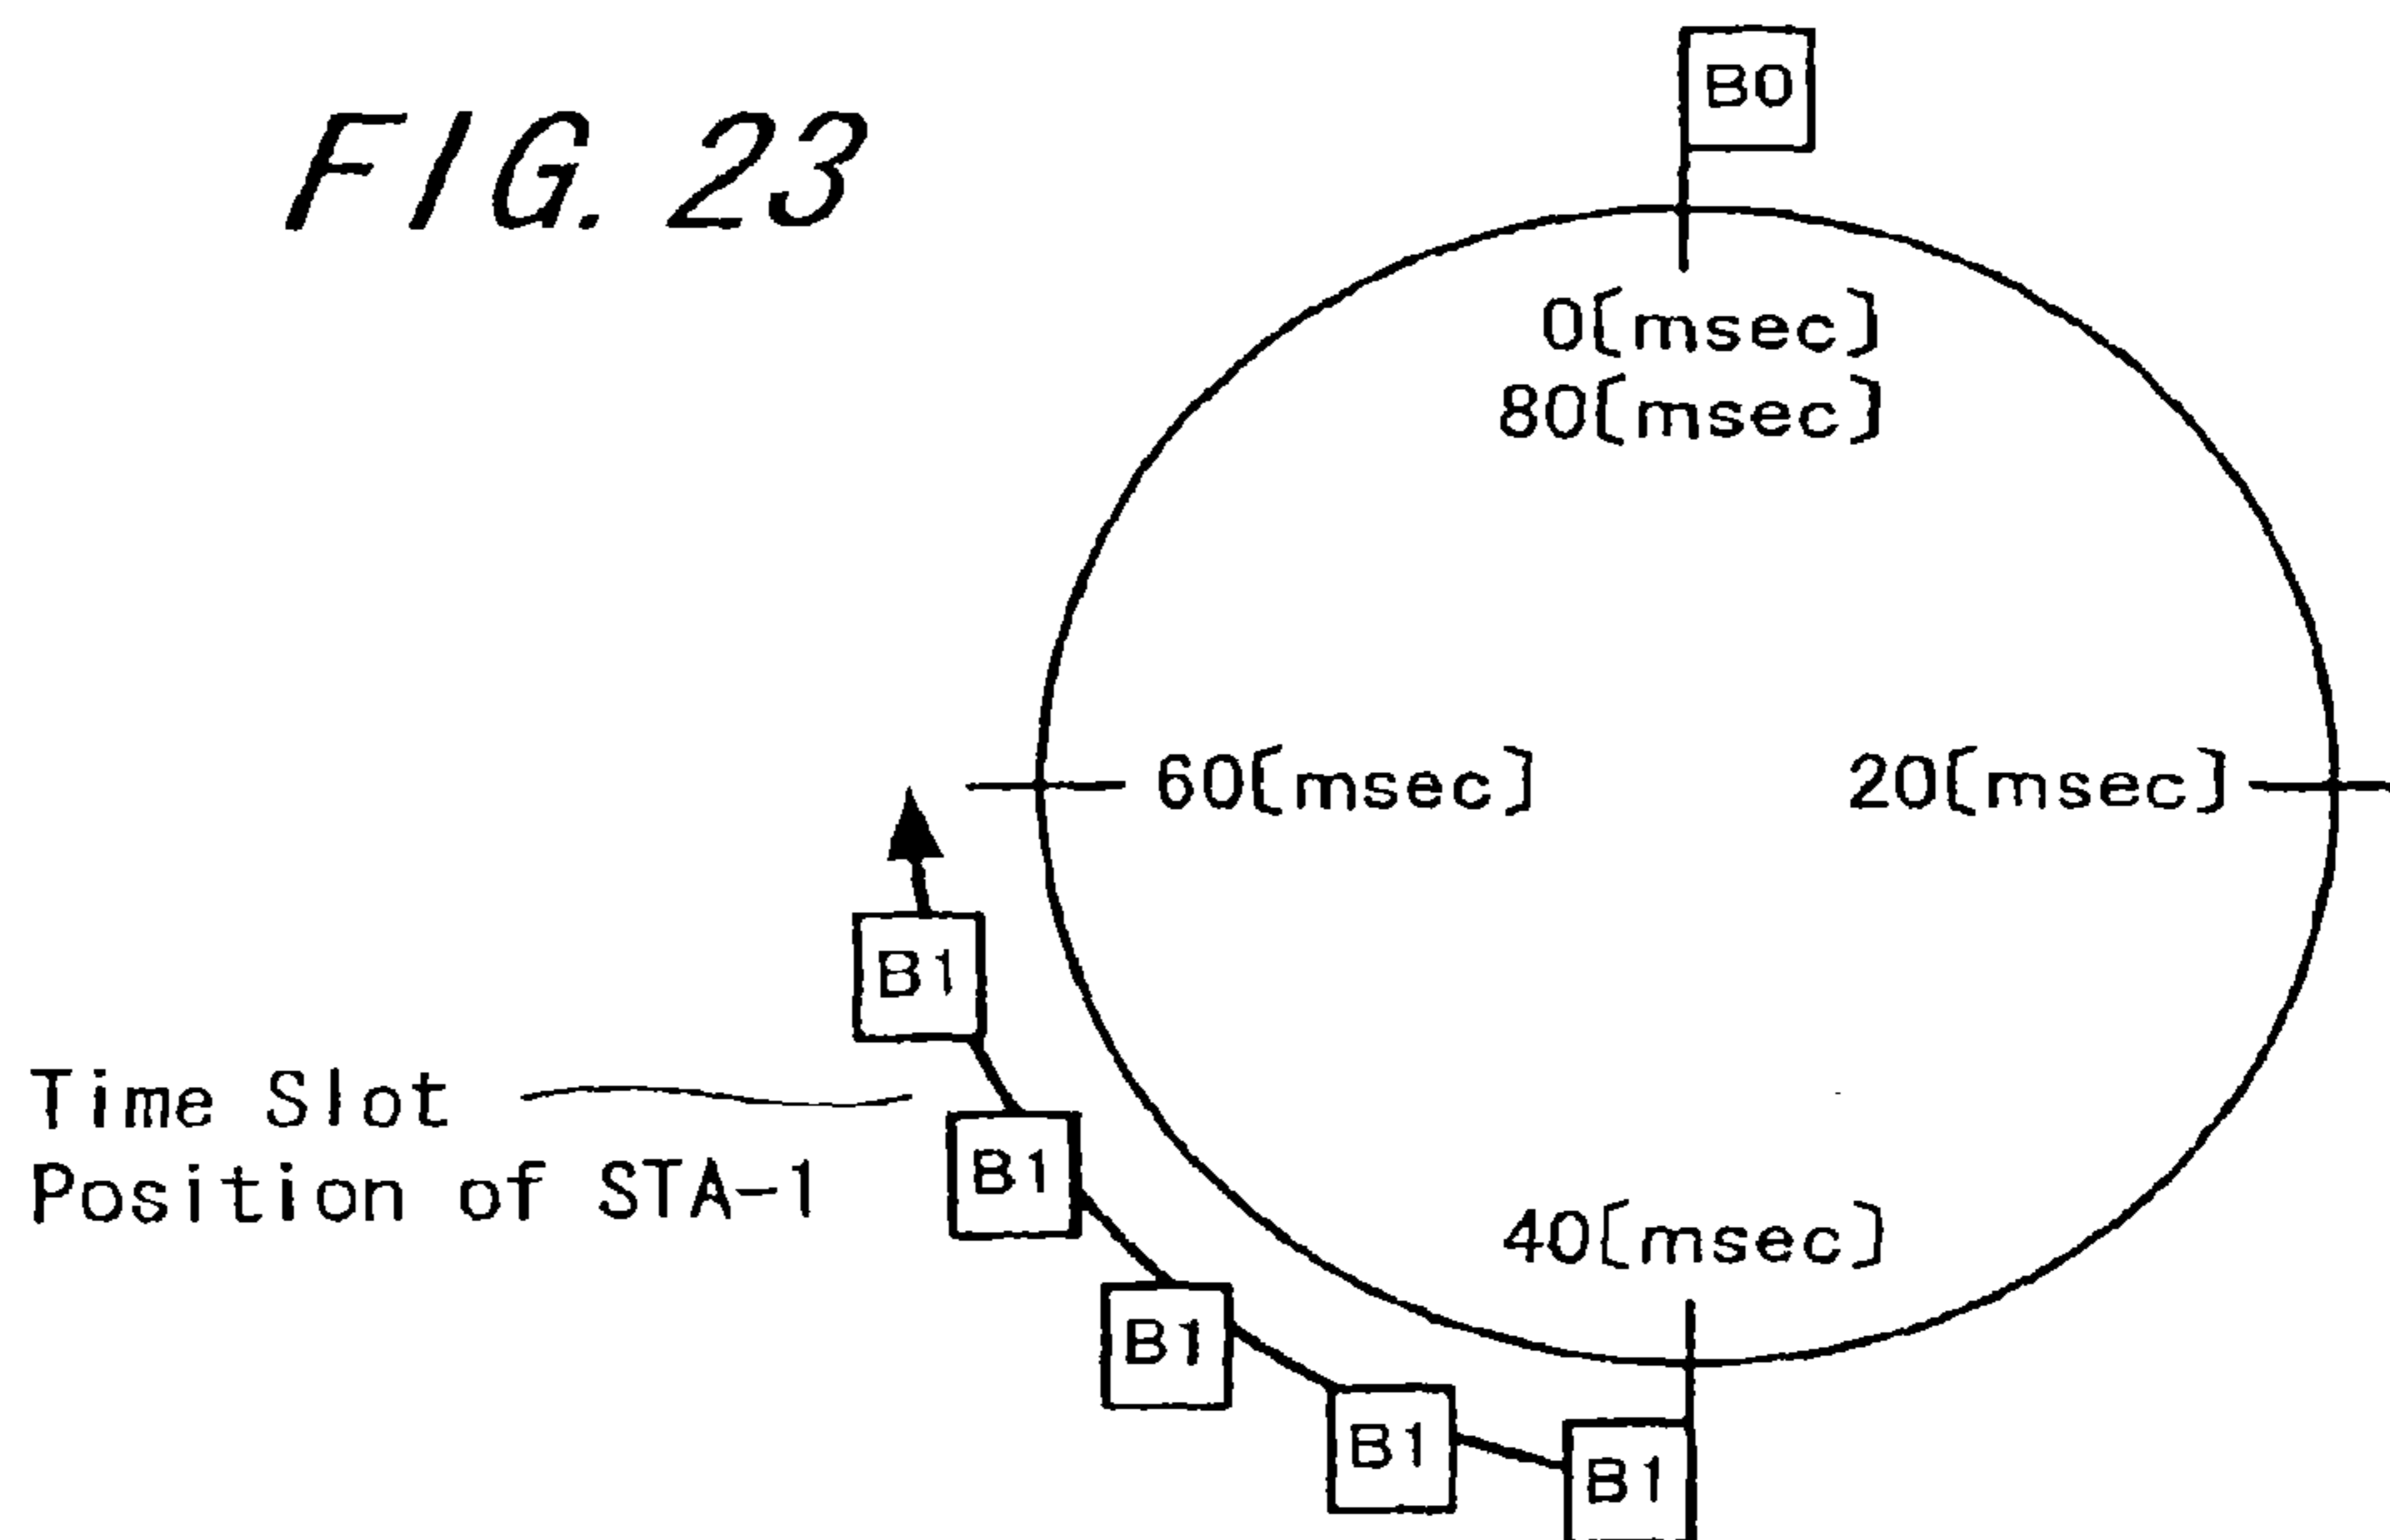 FIG. 23
B0
0[msec]
80[msec]
60[msec]
20[msec]
B1
Time Slot
Position of STA-1
B1
40[msec]
B1
B1
B1